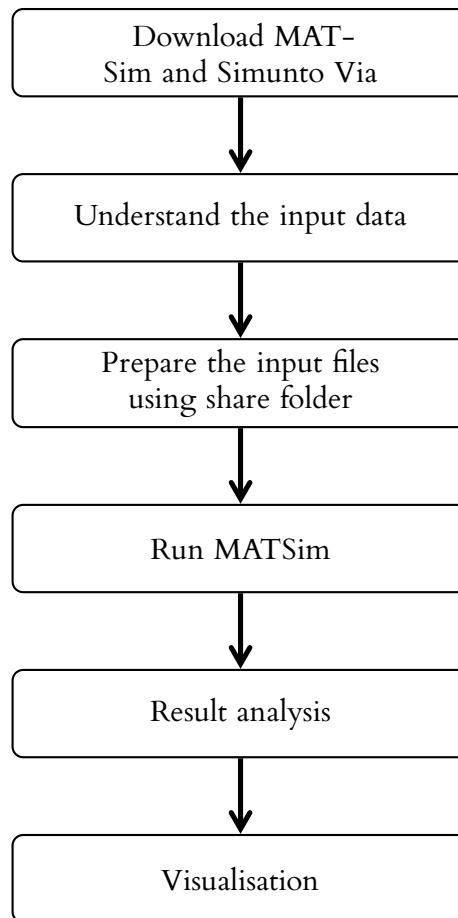 Download MAT-
Sim and Simunto Via
Understand the input data
Prepare the input files
using share folder
Run MATSim
Result analysis
Visualisation